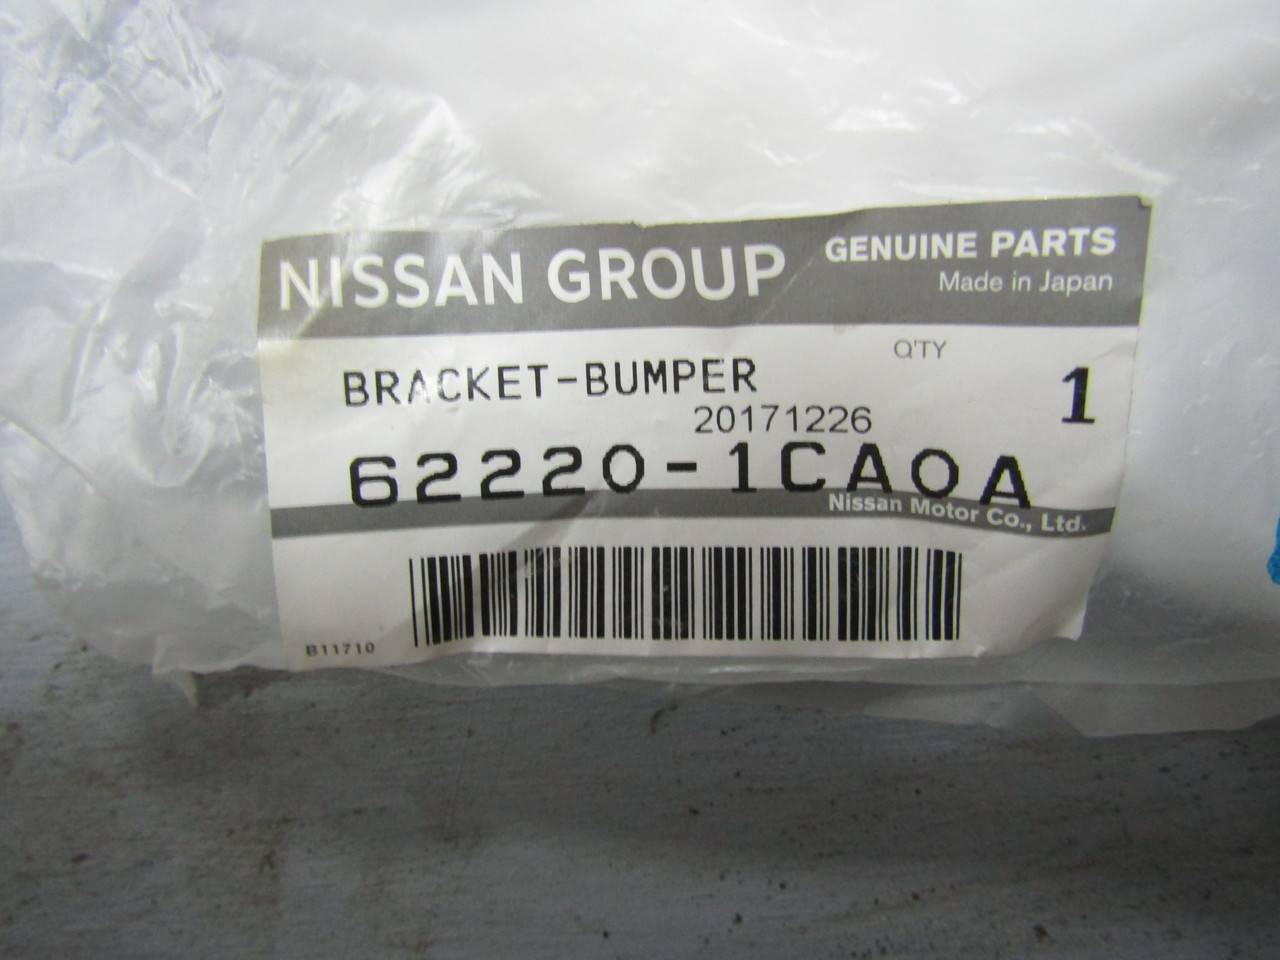 NISSAN GROUP
GENUINE PARTS
Made in Japan
BRACKET-BUMPER
Q'TY
1
20171226
62220-1CA0A
Nissan Motor Co., Ltd.
B11710